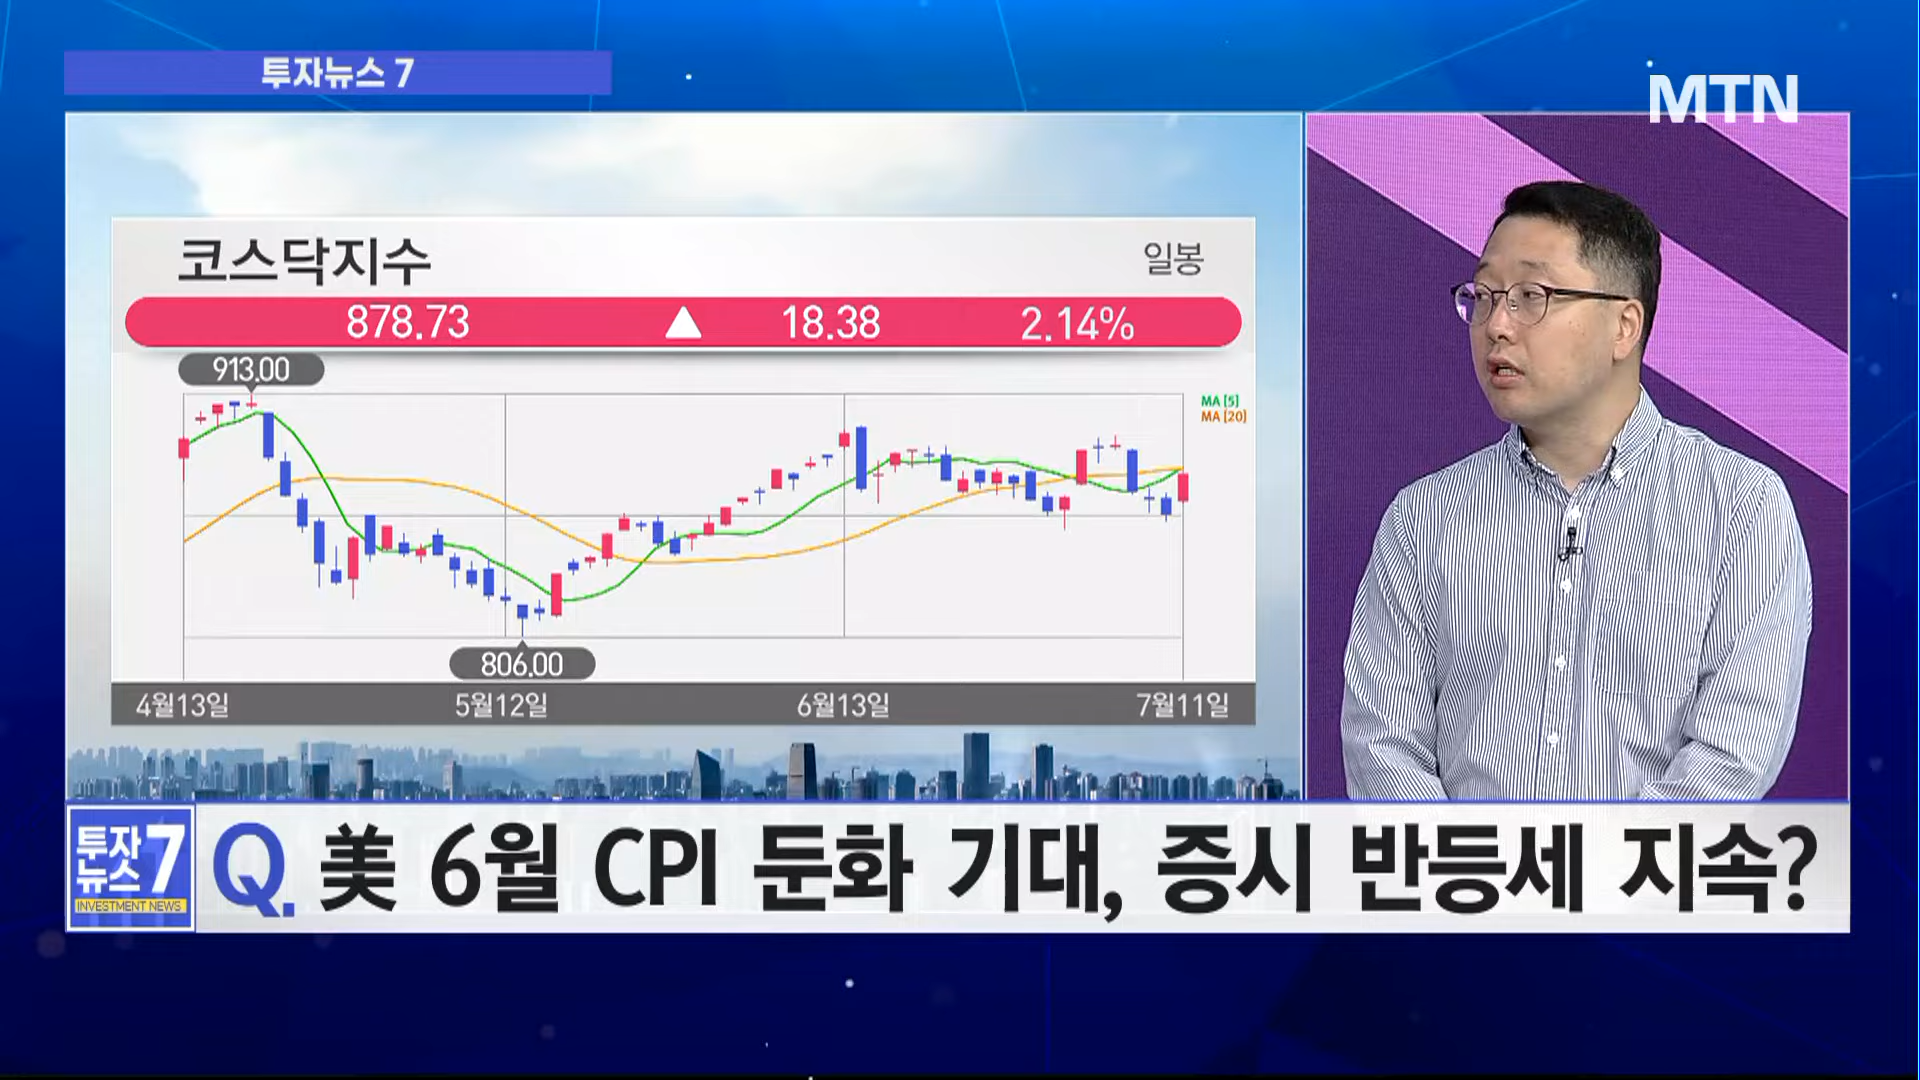 투자뉴스 7
MTN
코스닥지수
일봉
878.73 ▲ 18.38 2.14%
913.00
MA [5]
MA [20]
806.00
4월13일 5월12일 6월13일 7월11일
투자
뉴스 7
INVESTMENT NEWS
Q. 美 6월 CPI 둔화 기대, 증시 반등세 지속?